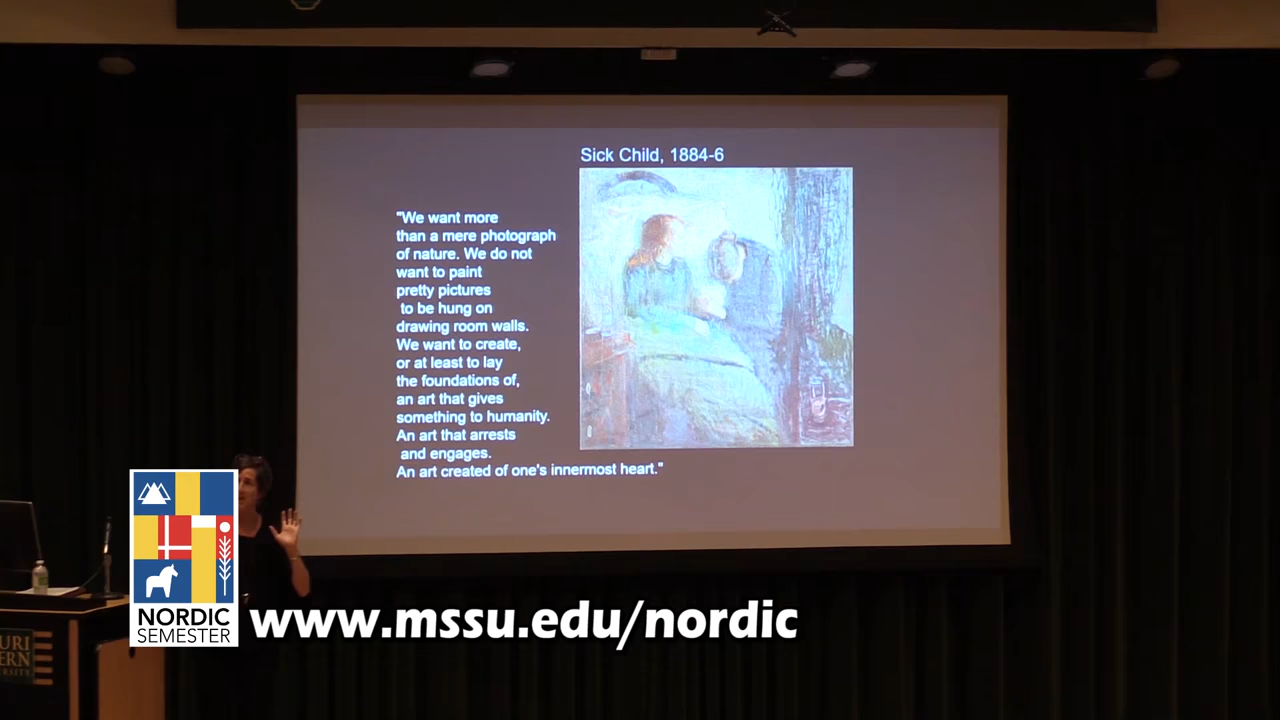 Sick Child, 1884-6
"We want more
than a mere photograph
of nature. We do not
want to paint
pretty pictures
to be hung on
drawing room walls.
We want to create,
or at least to lay
the foundations of,
an art that gives
something to humanity.
An art that arrests
and engages.
An art created of one's innermost heart."
NORDIC
SEMESTER
www.mssu.edu/nordic
URI
ERN